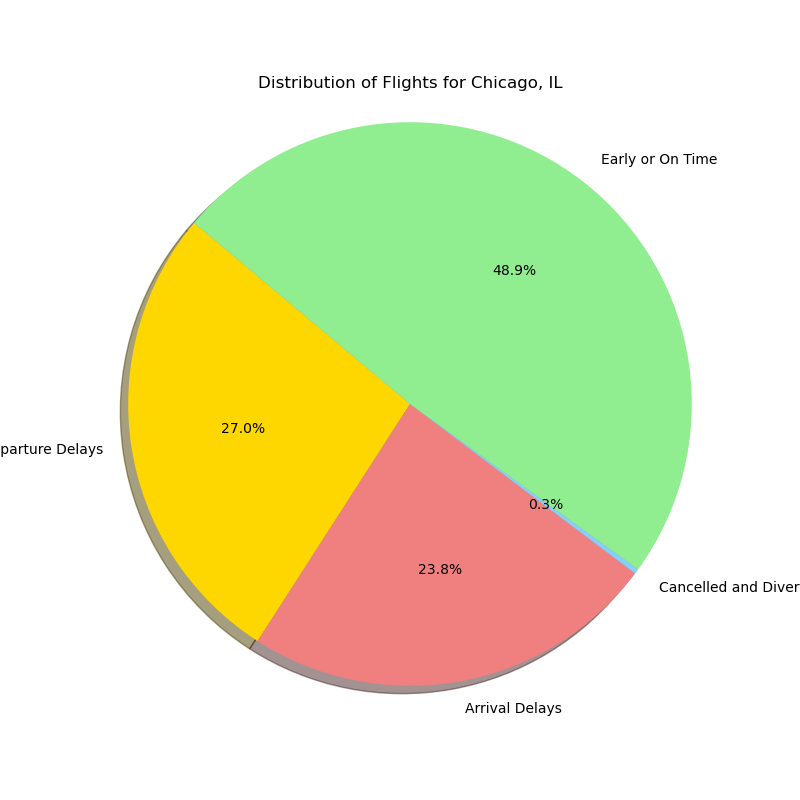 Distribution of Flights for Chicago, IL
Early or On Time
48.9%
27.0%
parture Delays
0.3%
23.8%
Cancelled and Diver
Arrival Delays